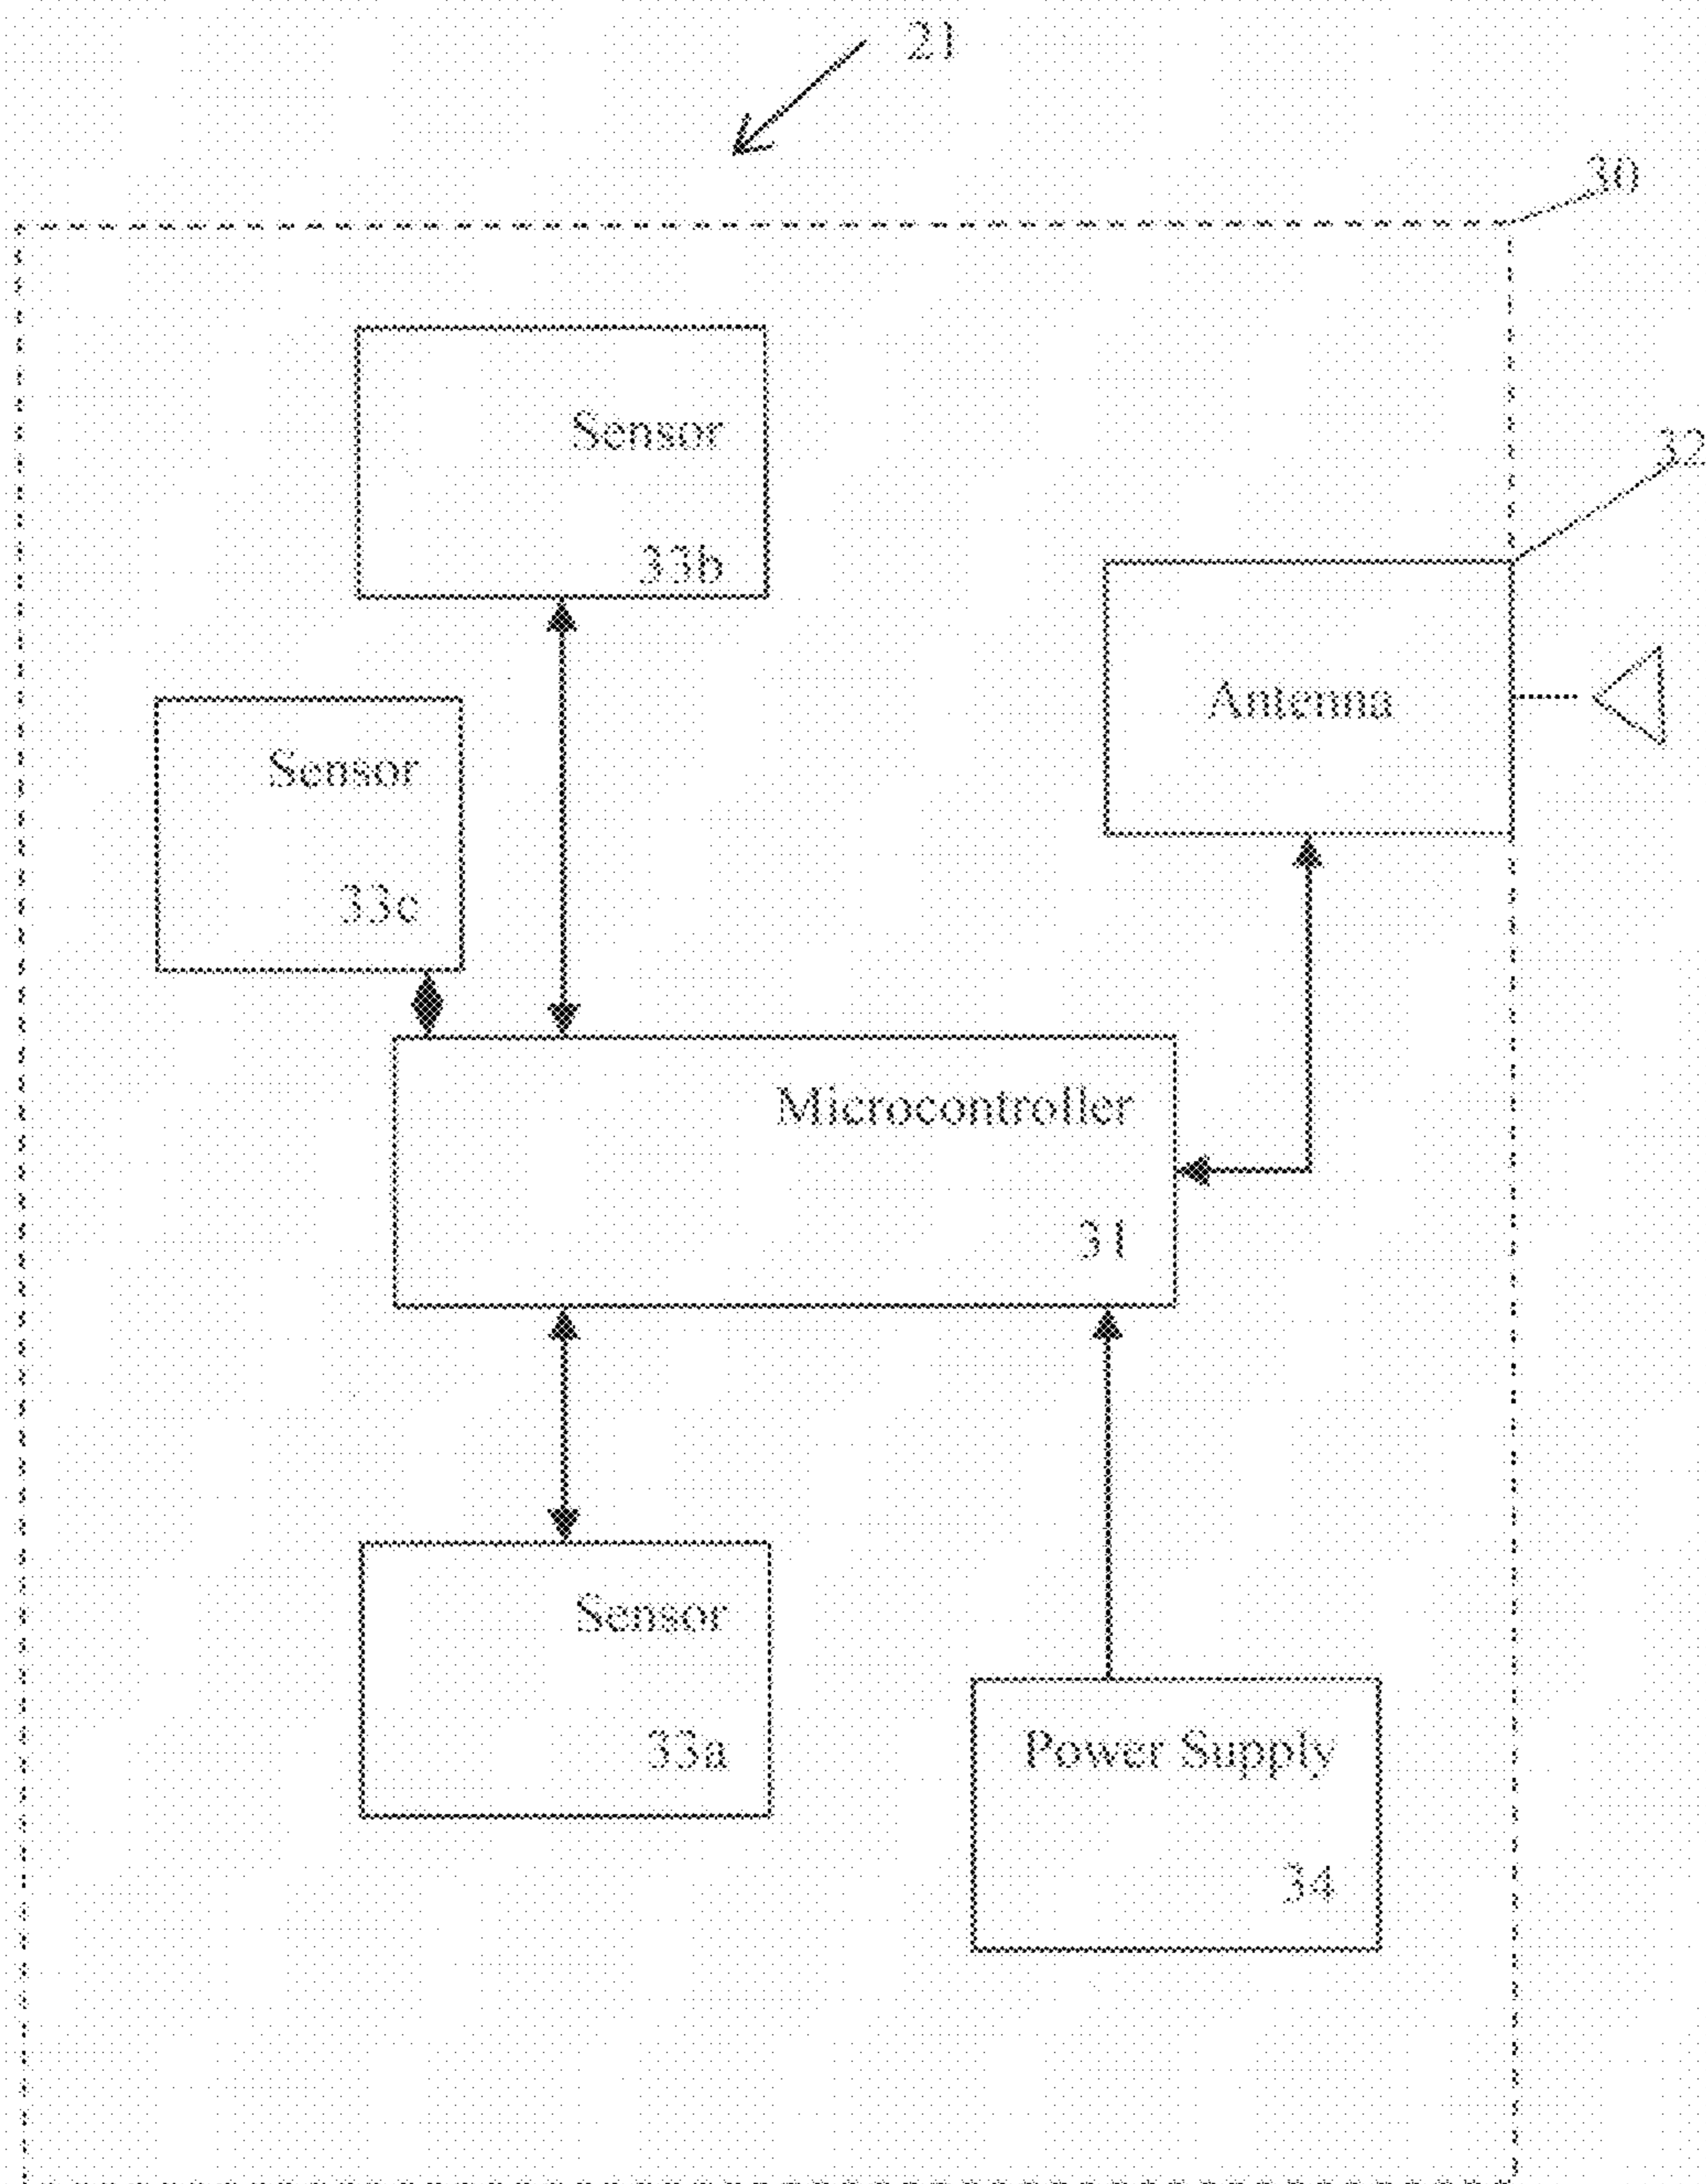 21
30
Sensor
33b
32
Antenna
Sensor
33c
Microcontroller
31
Sensor
33a
Power Supply
34